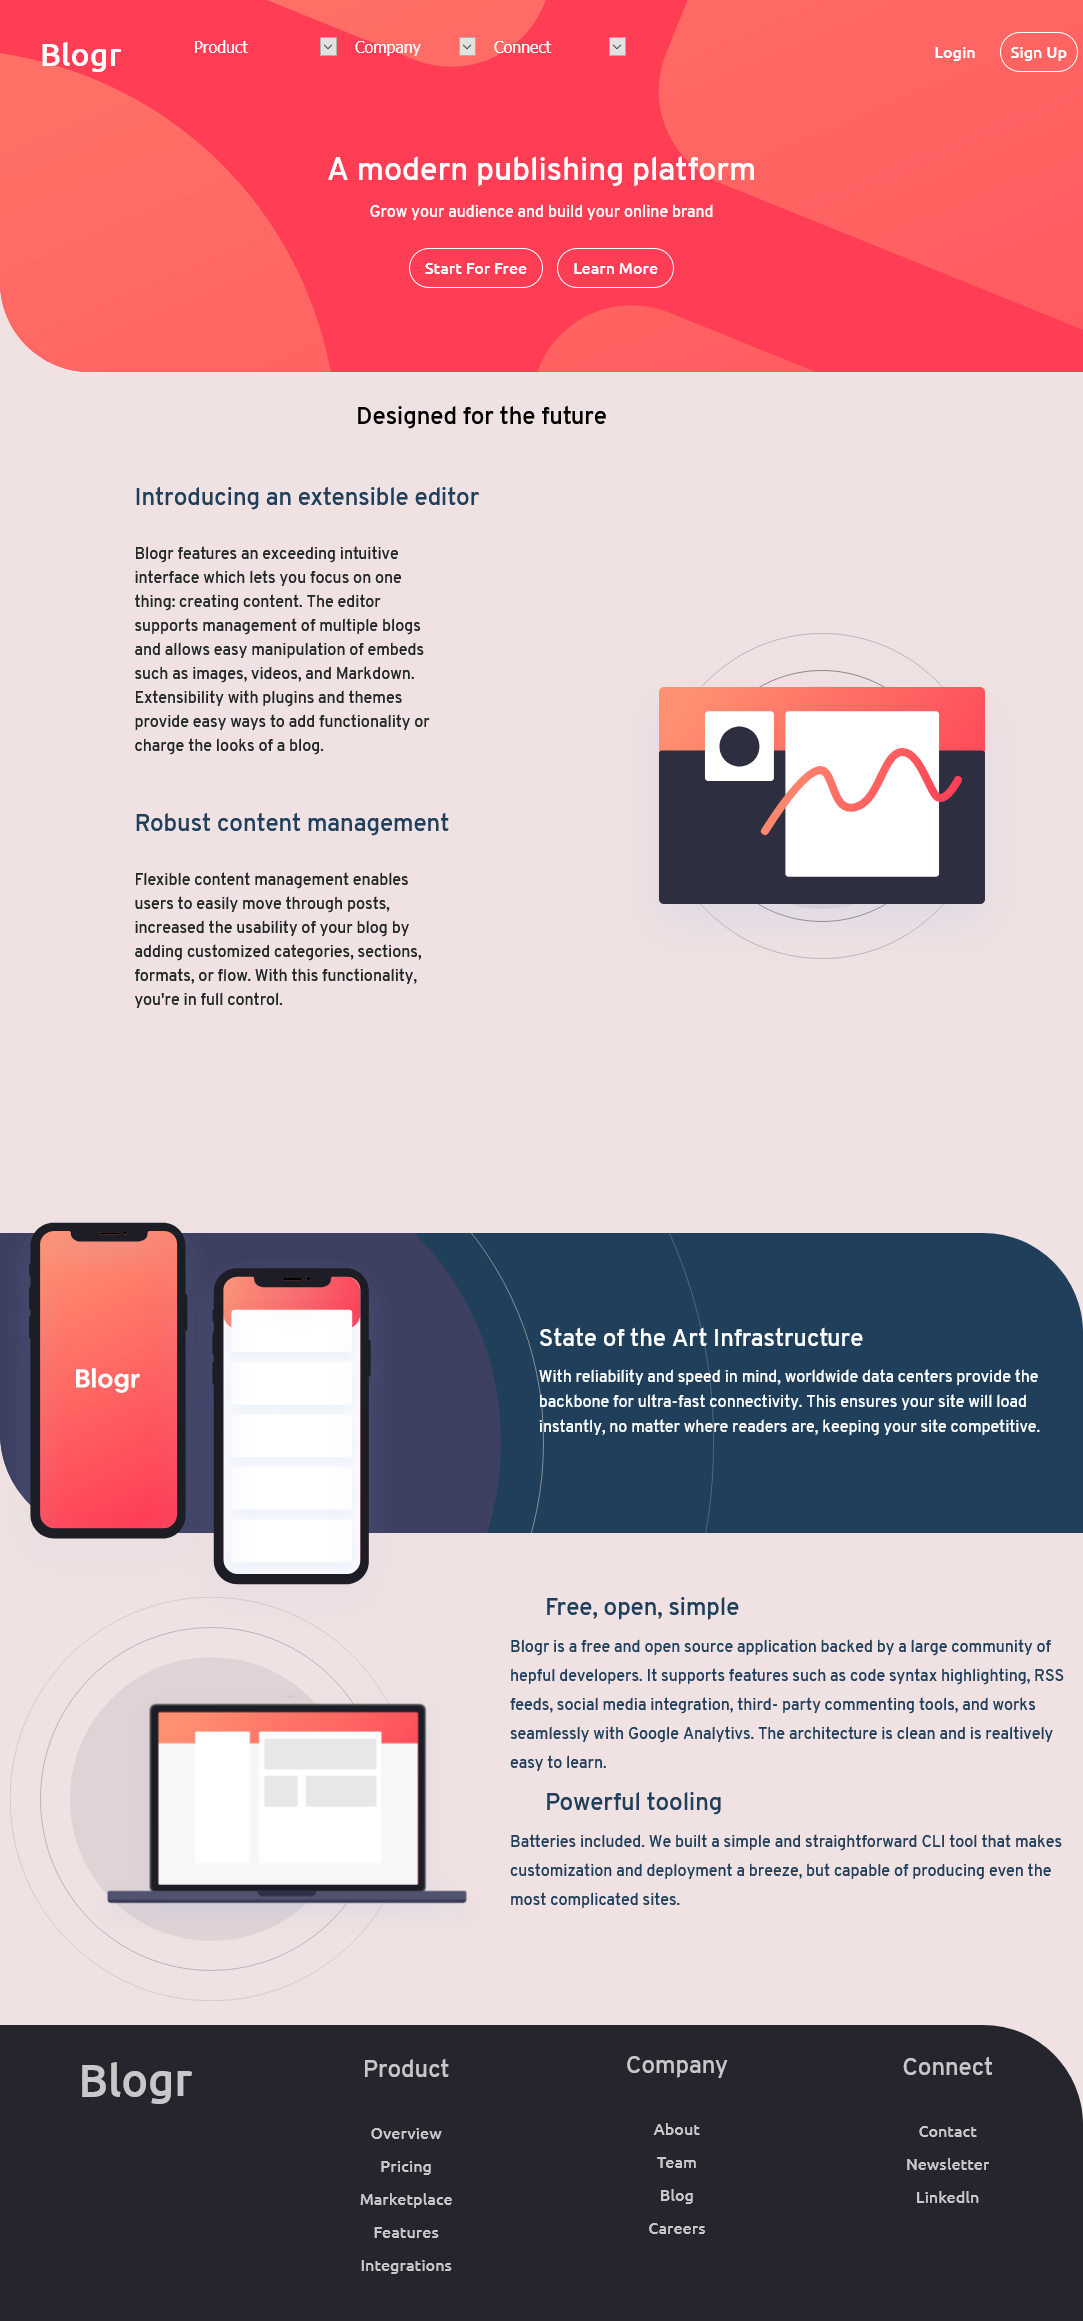 Blogr
Product
Company
Connect
Login
Sign Up
A modern publishing platform
Grow your audience and build your online brand
Start For Free
Learn More
Designed for the future
Introducing an extensible editor
Blogr features an exceeding intuitive
interface which lets you focus on one
thing: creating content. The editor
supports management of multiple blogs
and allows easy manipulation of embeds
such as images, videos, and Markdown.
Extensibility with plugins and themes
provide easy ways to add functionality or
charge the looks of a blog.
Robust content management
Flexible content management enables
users to easily move through posts,
increased the usability of your blog by
adding customized categories, sections,
formats, or flow. With this functionality,
you're in full control.
Blogr
State of the Art Infrastructure
With reliability and speed in mind, worldwide data centers provide the
backbone for ultra-fast connectivity. This ensures your site will load
instantly, no matter where readers are, keeping your site competitive.
Free, open, simple
Blogr is a free and open source application backed by a large community of
hepful developers. It supports features such as code syntax highlighting, RSS
feeds, social media integration, third- party commenting tools, and works
seamlessly with Google Analytivs. The architecture is clean and is realtively
easy to learn.
Powerful tooling
Batteries included. We built a simple and straightforward CLI tool that makes
customization and deployment a breeze, but capable of producing even the
most complicated sites.
Blogr
Product
Overview
Pricing
Marketplace
Features
Integrations
Company
About
Team
Blog
Careers
Connect
Contact
Newsletter
Linkedln